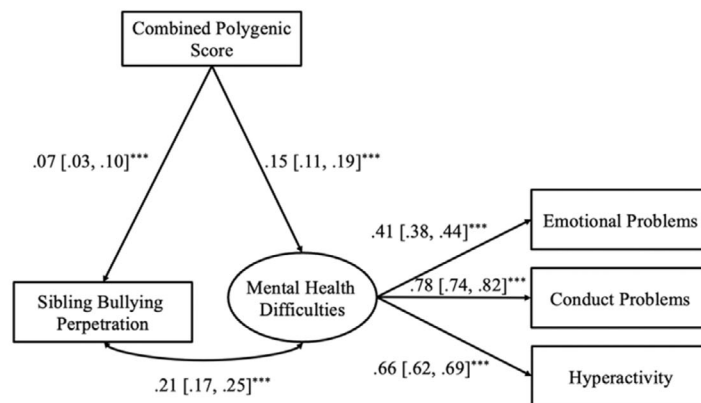 Combined Polygenic
Score
.07 [.03, .10]***
.15 [.11, .19]***
.41 [.38, .44]***
Emotional Problems
.78 [.74, .82]***
Mental Health
Difficulties
Sibling Bullying
Perpetration
Conduct Problems
.66 [.62, .69]***
Hyperactivity
.21 [.17, .25]***